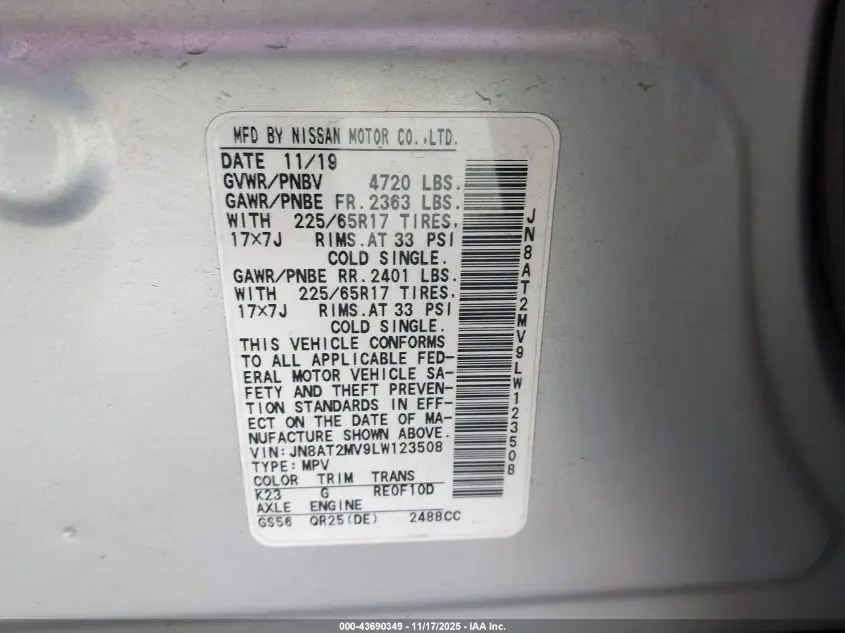 MFD BY NISSAN MOTOR CO.,LTD.
DATE 11/19
GVWR/PNBV 4720 LBS.
GAWR/PNBE FR.2363 LBS.
WITH 225/65R17 TIRES,
17×7J RIMS.AT 33 PSI
COLD SINGLE.
GAWR/PNBE RR.2401 LBS.
WITH 225/65R17 TIRES,
17×7J RIMS.AT 33 PSI
COLD SINGLE.
THIS VEHICLE CONFORMS
TO ALL APPLICABLE FED-
ERAL MOTOR VEHICLE SA-
FETY AND THEFT PREVEN-
TION STANDARDS IN EFF-
ECT ON THE DATE OF MA-
NUFACTURE SHOWN ABOVE.
VIN:JN8AT2MV9LW123508
TYPE:MPV
COLOR TRIM TRANS
K23 G RE0F10D
AXLE ENGINE
GS56 QR25(DE) 2488CC
JN8AT2MV9LW123508
000-43690349 - 11/17/2025 - IAA Inc.